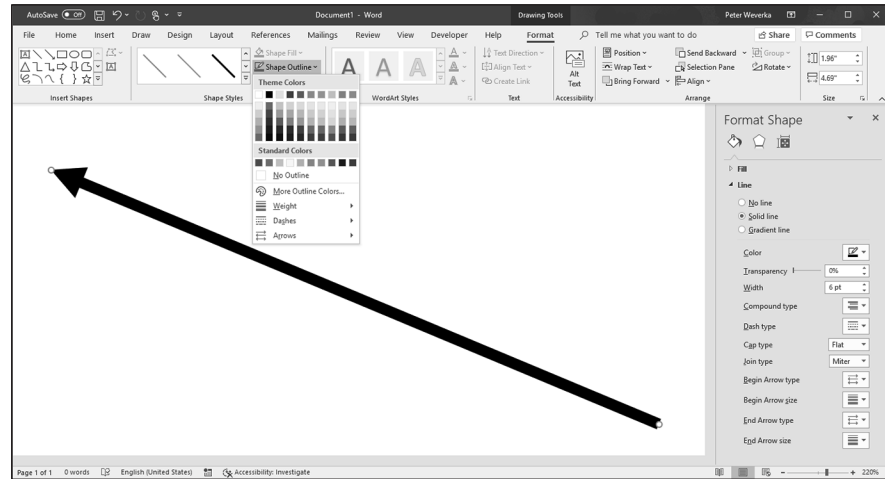 AutoSave Off Document1 - Word Drawing Tools Peter Weverka
File Home Insert Draw Design Layout References Mailings Review View Developer Help Format Tell me what you want to do Share Comments
Shape Fill Text Direction Position Send Backward Group 1.96"
Shape Outline Align Text Wrap Text Selection Pane Rotate
Create Link Alt Text Bring Forward Align 4.69"
Insert Shapes Shape Styles WordArt Styles Text Accessibility Arrange Size
Theme Colors
Standard Colors
No Outline
More Outline Colors...
Weight
Dashes
Arrows
Format Shape
Fill
Line
No line
Solid line
Gradient line
Color
Transparency 0%
Width 6 pt
Compound type
Dash type
Cap type Flat
Join type Miter
Begin Arrow type
Begin Arrow size
End Arrow type
End Arrow size
Page 1 of 1 0 words English (United States) Accessibility: Investigate 220%